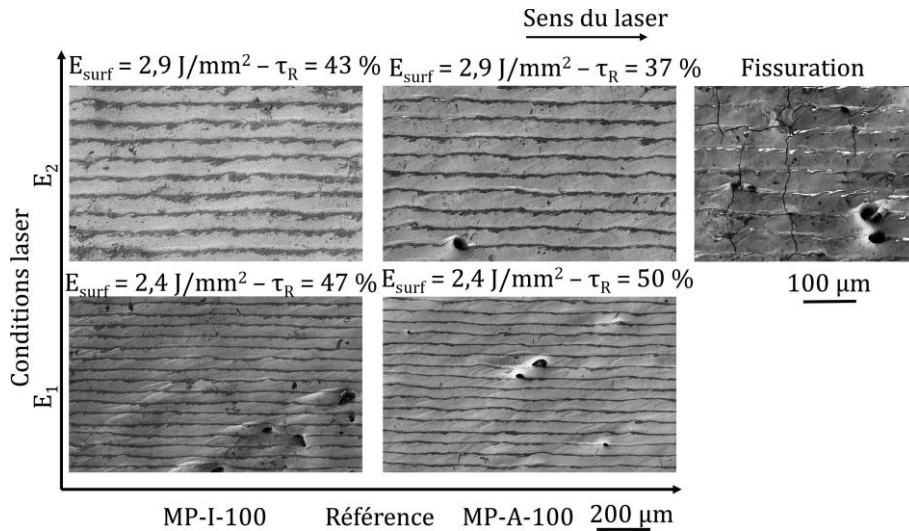 Sens du laser
E_surf = 2,9 J/mm² – τ_R = 43 %
E_surf = 2,9 J/mm² – τ_R = 37 %
Fissuration
Conditions laser
E₂
100 µm
E_surf = 2,4 J/mm² – τ_R = 47 %
E_surf = 2,4 J/mm² – τ_R = 50 %
E₁
MP-I-100
Référence
MP-A-100
200 µm